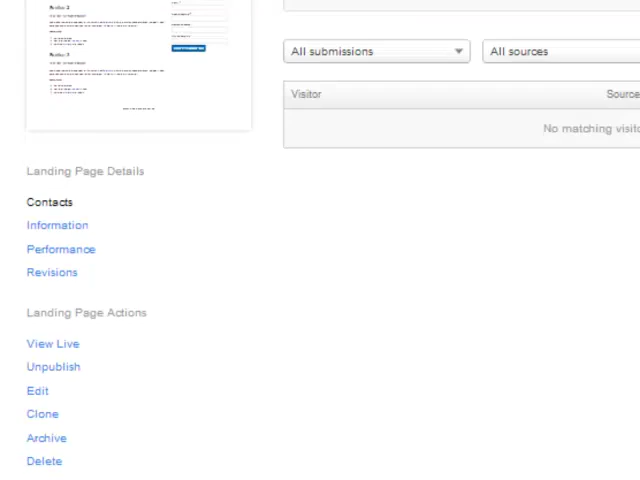 All submissions
All sources
Visitor
Source
No matching visito
Landing Page Details
Contacts
Information
Performance
Revisions
Landing Page Actions
View Live
Unpublish
Edit
Clone
Archive
Delete